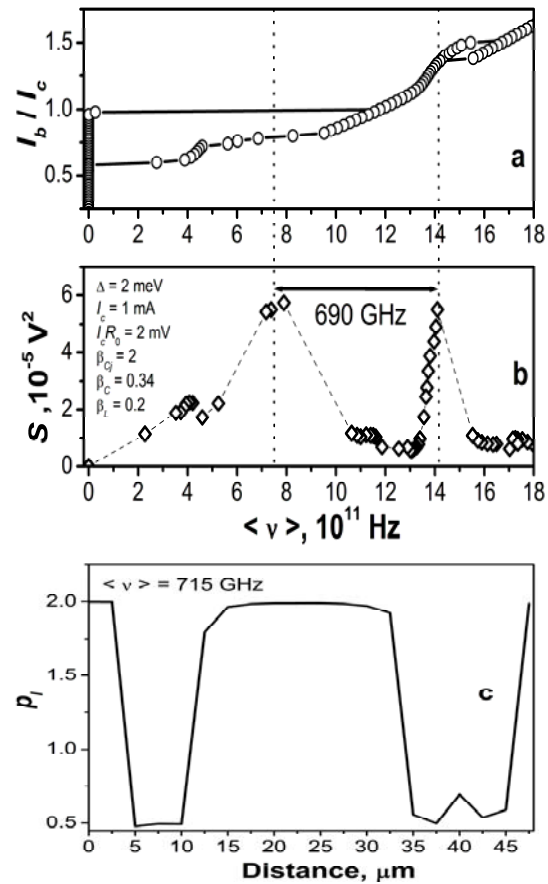 I_b / I_c
1.5
1.0
0.5
a
0 2 4 6 8 10 12 14 16 18
S ,10^-5 V^2
6
4
2
0
Δ = 2 meV
I_c = 1 mA
I_cR_0 = 2 mV
β_Cj = 2
β_C = 0.34
β_L = 0.2
690 GHz
b
0 2 4 6 8 10 12 14 16 18
< ν >, 10^11 Hz
< ν > = 715 GHz
p_l
2.0
1.5
1.0
0.5
c
0 5 10 15 20 25 30 35 40 45
Distance, μm